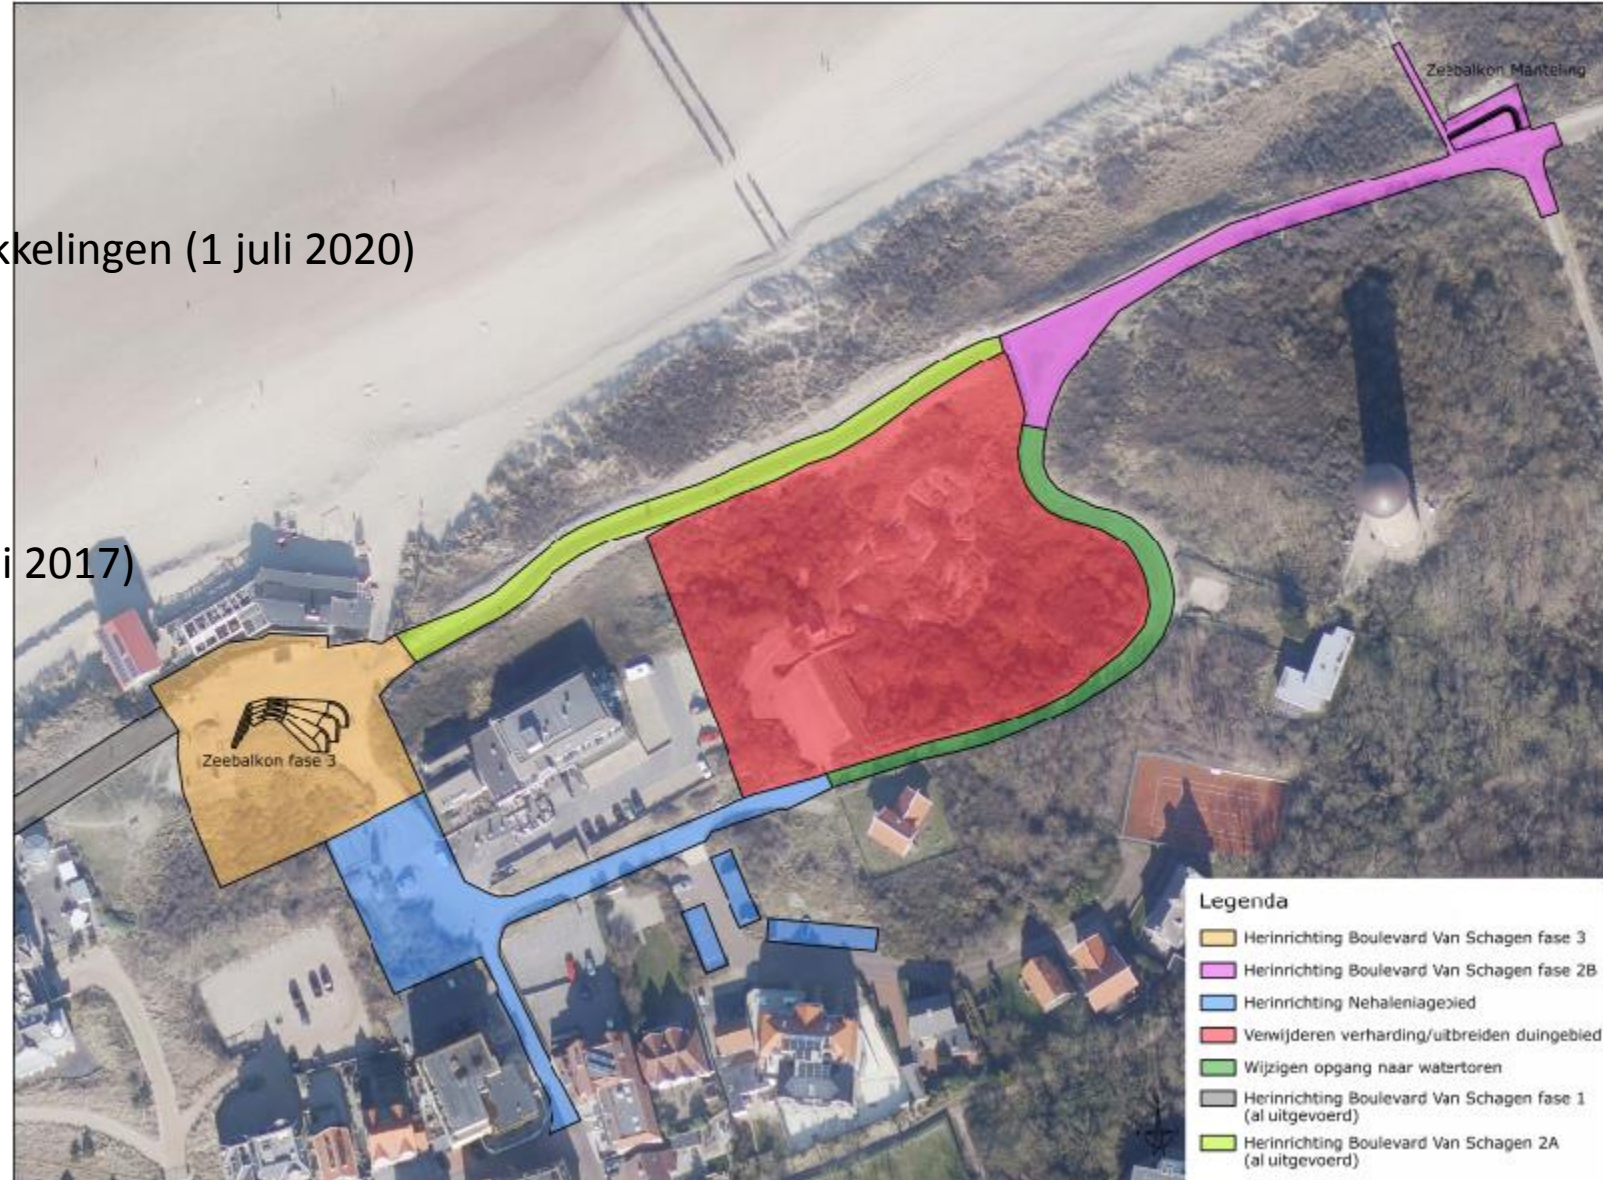 Zeebalkon Manteling
kkelingen (1 juli 2020)
i 2017)
Zeebalkon fase 3
Legenda
Herinrichting Boulevard Van Schagen fase 3
Herinrichting Boulevard Van Schagen fase 2B
Herinrichting Nehaleniagebied
Verwijderen verharding/uitbreiden duingebied
Wijzigen opgang naar watertoren
Herinrichting Boulevard Van Schagen fase 1
(al uitgevoerd)
Herinrichting Boulevard Van Schagen 2A
(al uitgevoerd)